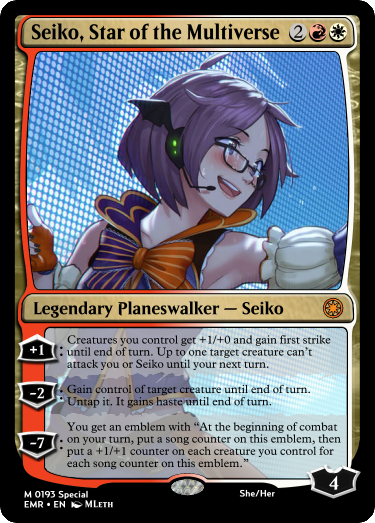 Seiko, Star of the Multiverse 2
Legendary Planeswalker — Seiko
+1: Creatures you control get +1/+0 and gain first strike
until end of turn. Up to one target creature can't
attack you or Seiko until your next turn.
-2: Gain control of target creature until end of turn.
Untap it. It gains haste until end of turn.
-7: You get an emblem with “At the beginning of combat
on your turn, put a song counter on this emblem, then
put a +1/+1 counter on each creature you control for
each song counter on this emblem.”
4
M 0193 Special
EMR • EN MLeth
She/Her